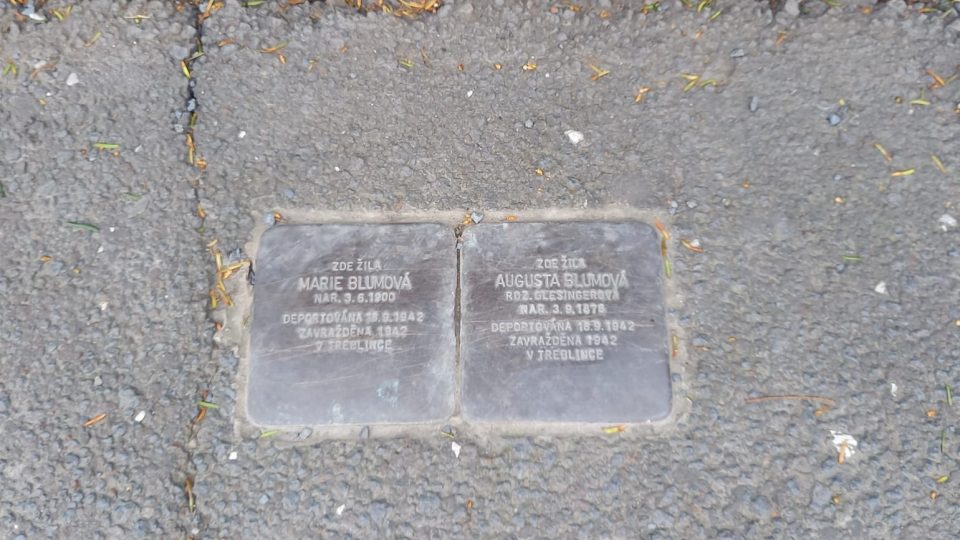 ZDE ŽILA
MARIE BLUMOVÁ
NAR. 3.6.1900
DEPORTOVÁNA 18.9.1942
ZAVRAŽDĚNA 1942
V TREBLINCE
ZDE ŽILA
AUGUSTA BLUMOVÁ
ROZ. GLESINGEROVÁ
NAR. 3.9.1876
DEPORTOVÁNA 18.9.1942
ZAVRAŽDĚNA 1942
V TREBLINCE